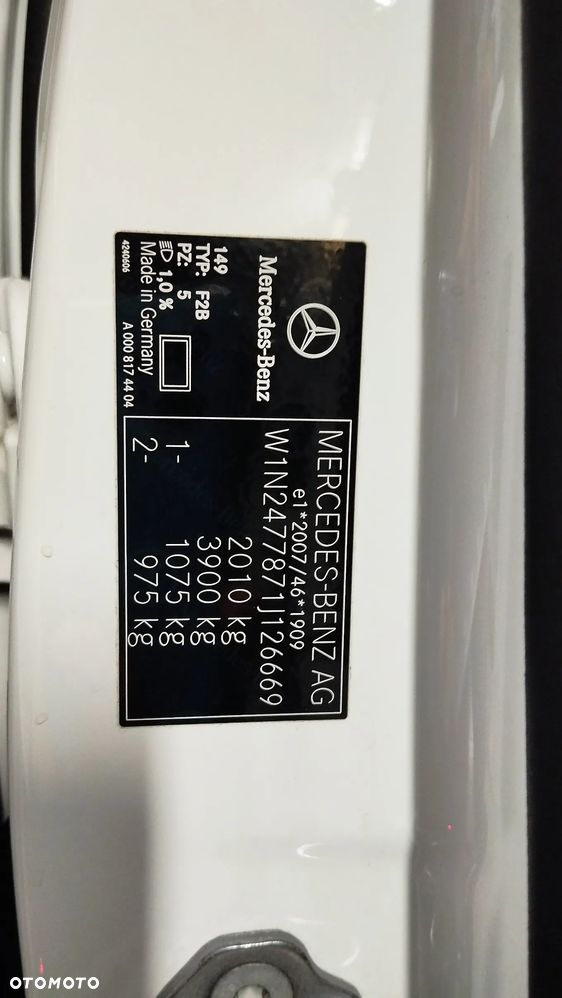 Mercedes-Benz
149
TYP: F2B
PZ: 5
1,0 %
Made in Germany
4240606
A 000 817 44 04
MERCEDES-BENZ AG
e1*2007/46*1909
W1N2477871J126669
2010 kg
3900 kg
1- 1075 kg
2- 975 kg
OTOMOTO